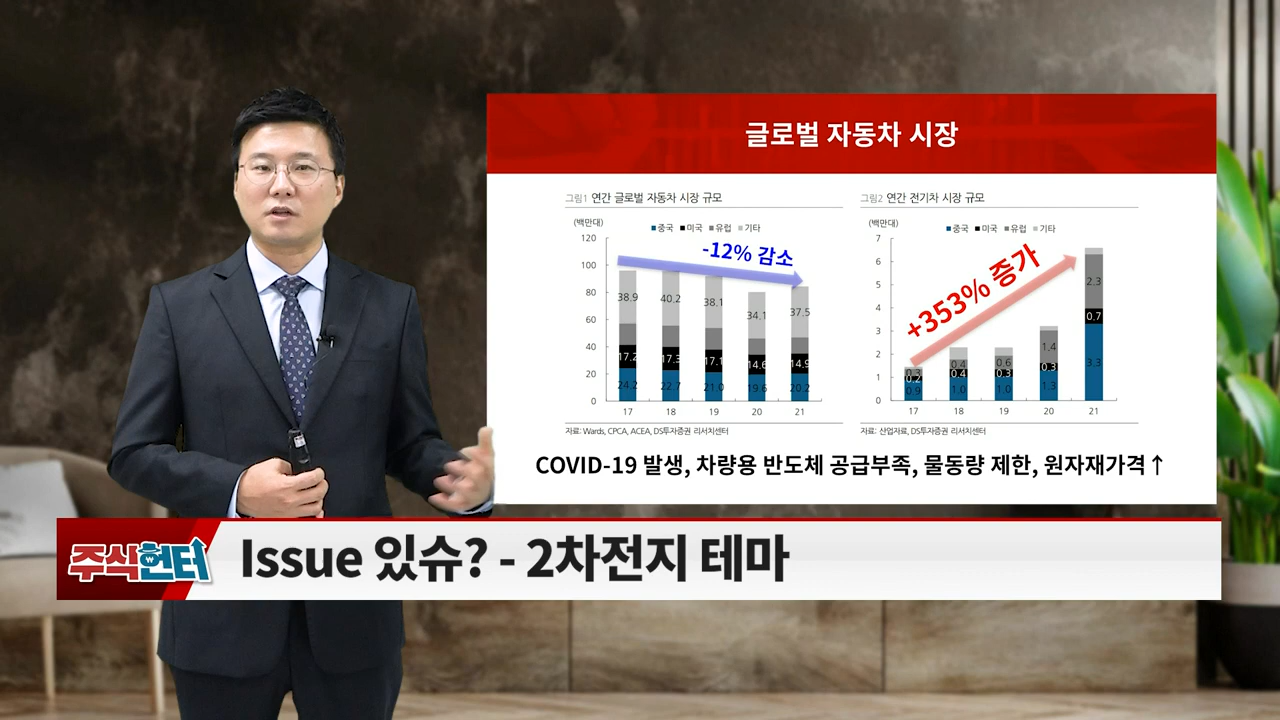 글로벌 자동차 시장
그림1 연간 글로벌 자동차 시장 규모
(백만대)
중국 미국 유럽 기타
120
100
80
60
40
20
0
-12% 감소
38.9 40.2 38.1 34.1 37.5
17.2 17.3 17.1 14.6 14.9
24.2 22.7 21.0 19.6 20.2
17 18 19 20 21
자료: Wards, CPCA, ACEA, DS투자증권 리서치센터
그림2 연간 전기차 시장 규모
(백만대)
중국 미국 유럽 기타
7
6
5
4
3
2
1
0
+353% 증가
0.3 0.4 0.6 1.4 2.3
0.2 0.4 0.3 0.3 0.7
0.9 1.0 1.0 1.3 3.3
17 18 19 20 21
자료: 산업자료, DS투자증권 리서치센터
COVID-19 발생, 차량용 반도체 공급부족, 물동량 제한, 원자재가격↑
주식헌터
Issue 있슈? - 2차전지 테마